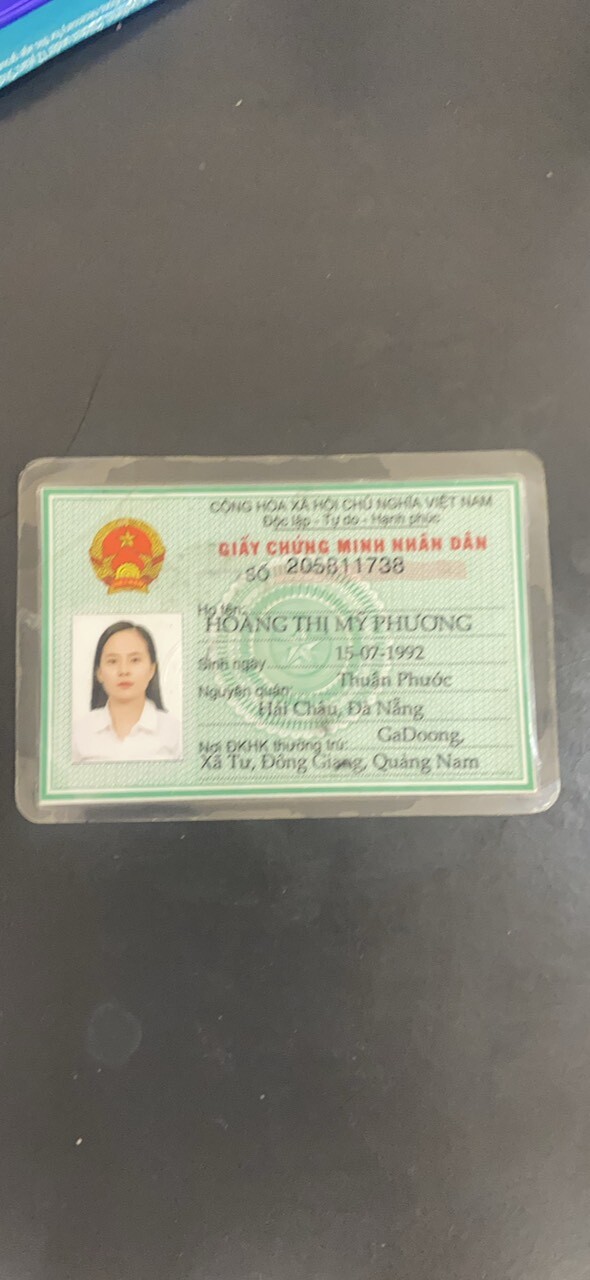 CỘNG HÒA XÃ HỘI CHỦ NGHĨA VIỆT NAM
Độc lập - Tự do - Hạnh phúc
GIẤY CHỨNG MINH NHÂN DÂN
SỐ 205811738
Họ tên:
HOÀNG THỊ MỸ PHƯƠNG
Sinh ngày 15-07-1992
Nguyên quán: Thuận Phước
Hải Châu, Đà Nẵng
Nơi ĐKHK thường trú: GaDoong,
Xã Tư, Đông Giang, Quảng Nam